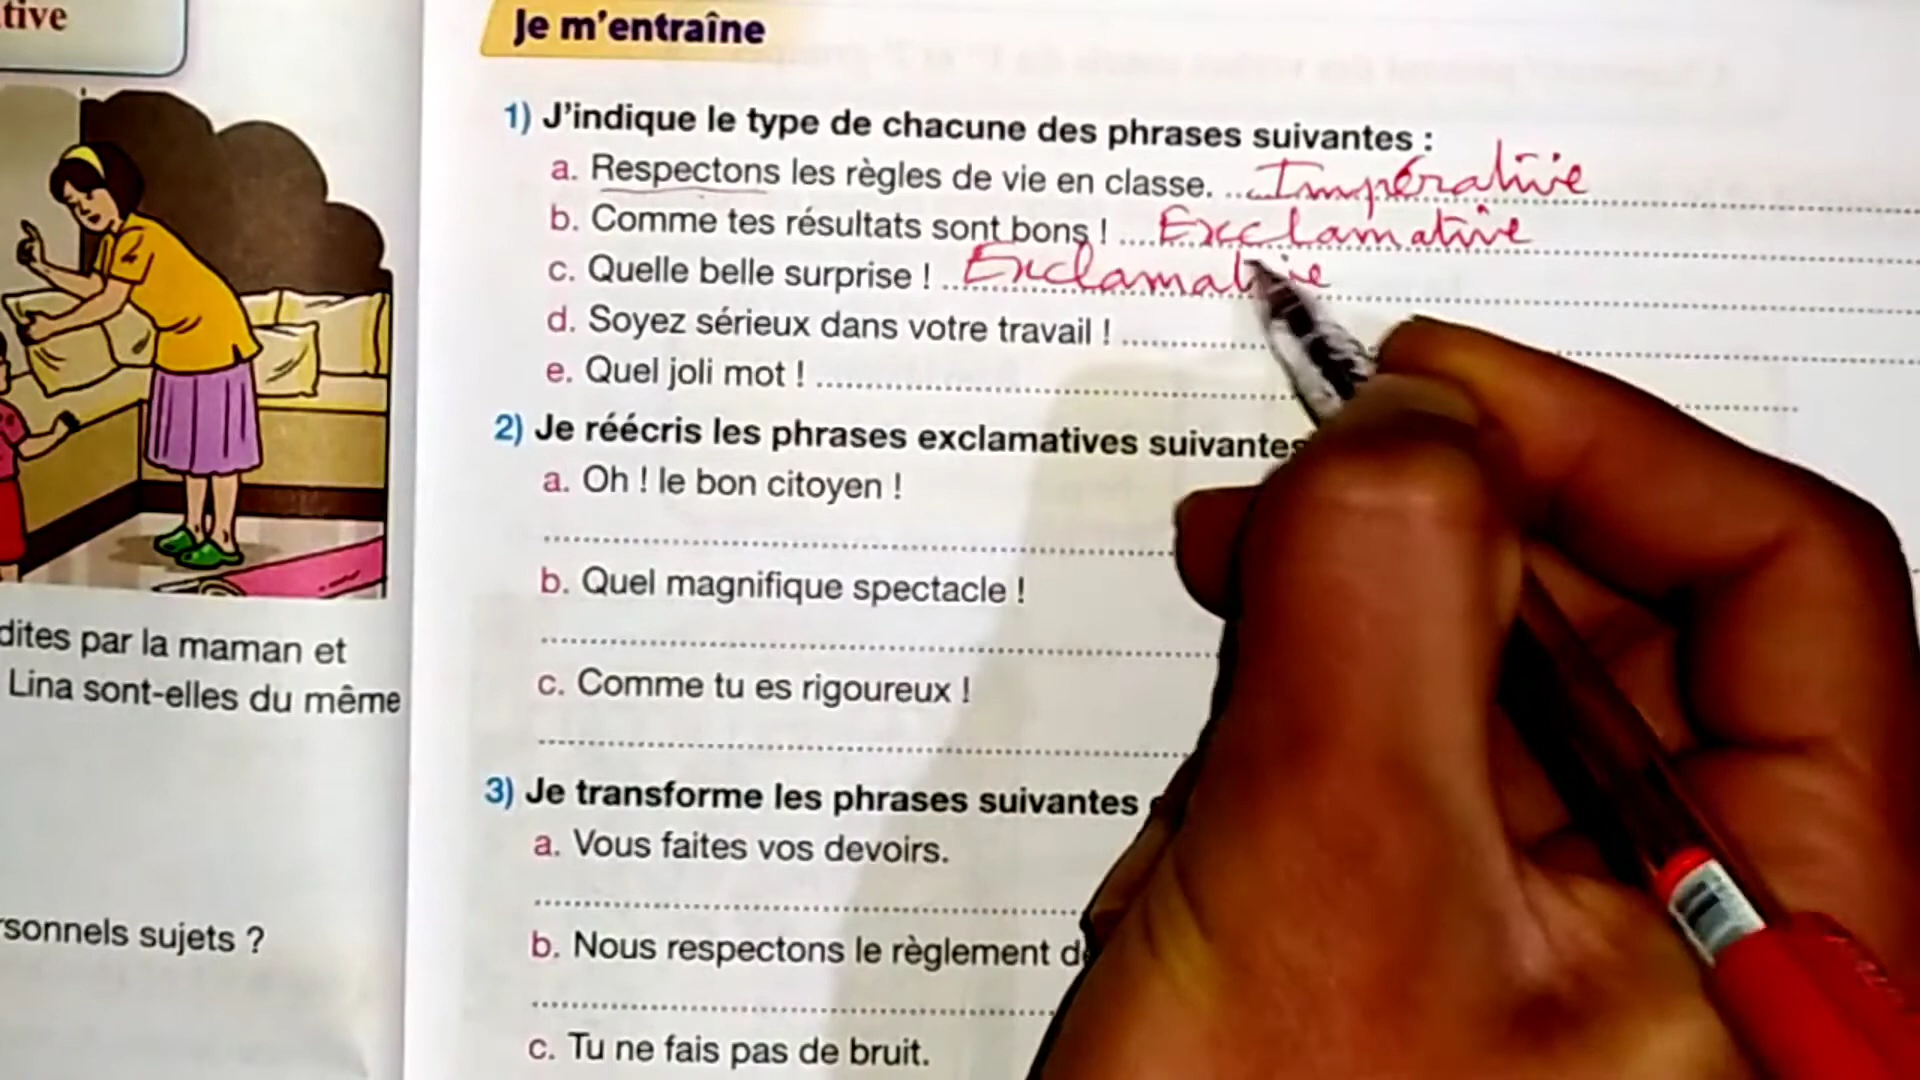 tive
dites par la maman et
Lina sont-elles du même
sonnels sujets ?
Je m'entraîne
1) J'indique le type de chacune des phrases suivantes :
a. Respectons les règles de vie en classe. Impérative
b. Comme tes résultats sont bons ! Exclamative
c. Quelle belle surprise ! Exclamative
d. Soyez sérieux dans votre travail !
e. Quel joli mot !
2) Je réécris les phrases exclamatives suivantes
a. Oh ! le bon citoyen !
b. Quel magnifique spectacle !
c. Comme tu es rigoureux !
3) Je transforme les phrases suivantes
a. Vous faites vos devoirs.
b. Nous respectons le règlement
c. Tu ne fais pas de bruit.